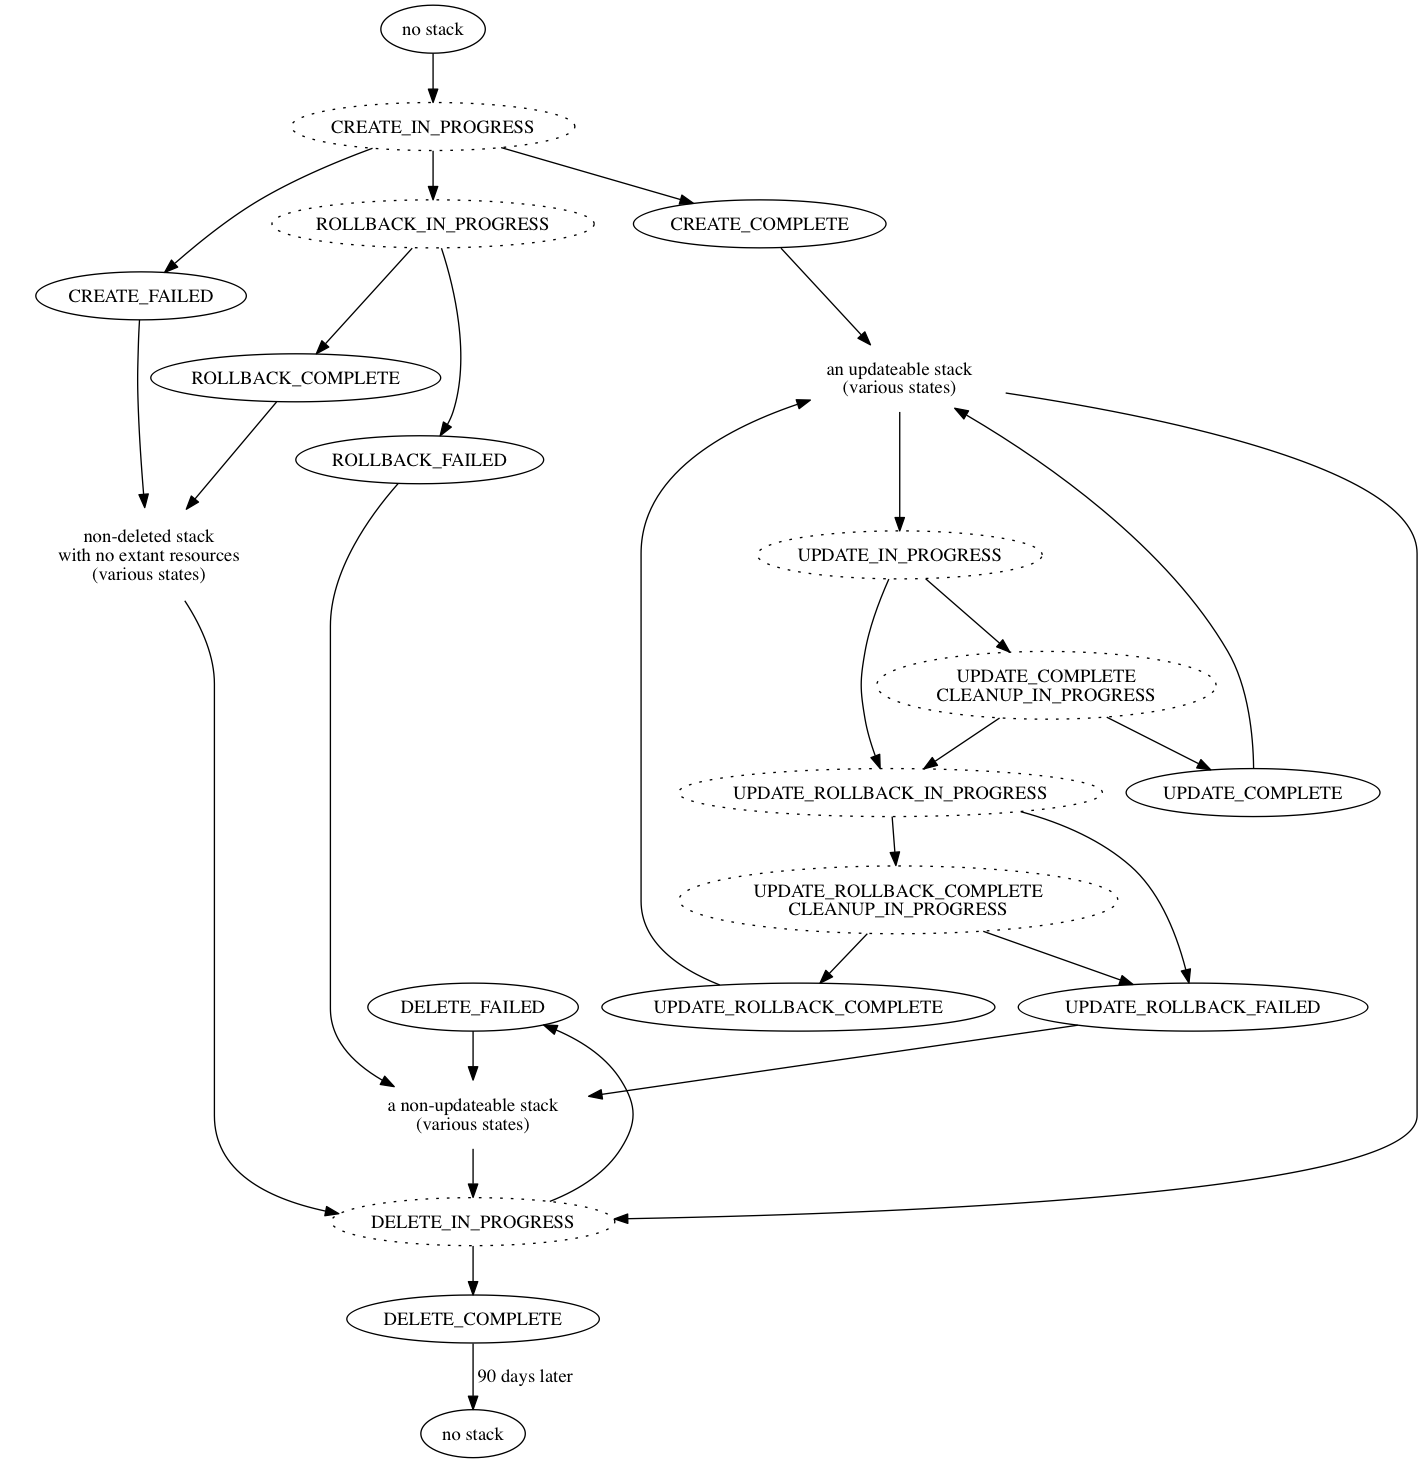 no stack
CREATE_IN_PROGRESS
ROLLBACK_IN_PROGRESS
CREATE_COMPLETE
CREATE_FAILED
ROLLBACK_COMPLETE
an updateable stack
(various states)
ROLLBACK_FAILED
non-deleted stack
with no extant resources
(various states)
UPDATE_IN_PROGRESS
UPDATE_COMPLETE
CLEANUP_IN_PROGRESS
UPDATE_ROLLBACK_IN_PROGRESS
UPDATE_COMPLETE
UPDATE_ROLLBACK_COMPLETE
CLEANUP_IN_PROGRESS
DELETE_FAILED
UPDATE_ROLLBACK_COMPLETE
UPDATE_ROLLBACK_FAILED
a non-updateable stack
(various states)
DELETE_IN_PROGRESS
DELETE_COMPLETE
90 days later
no stack